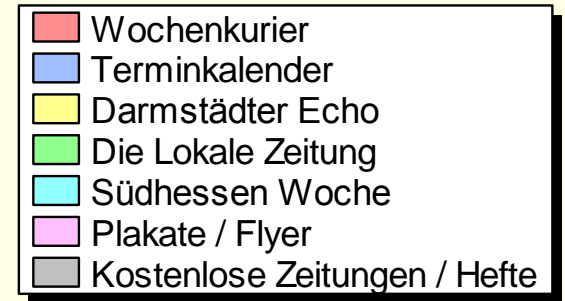 Wochenkurier
Terminkalender
Darmstädter Echo
Die Lokale Zeitung
Südhessen Woche
Plakate / Flyer
Kostenlose Zeitungen / Hefte